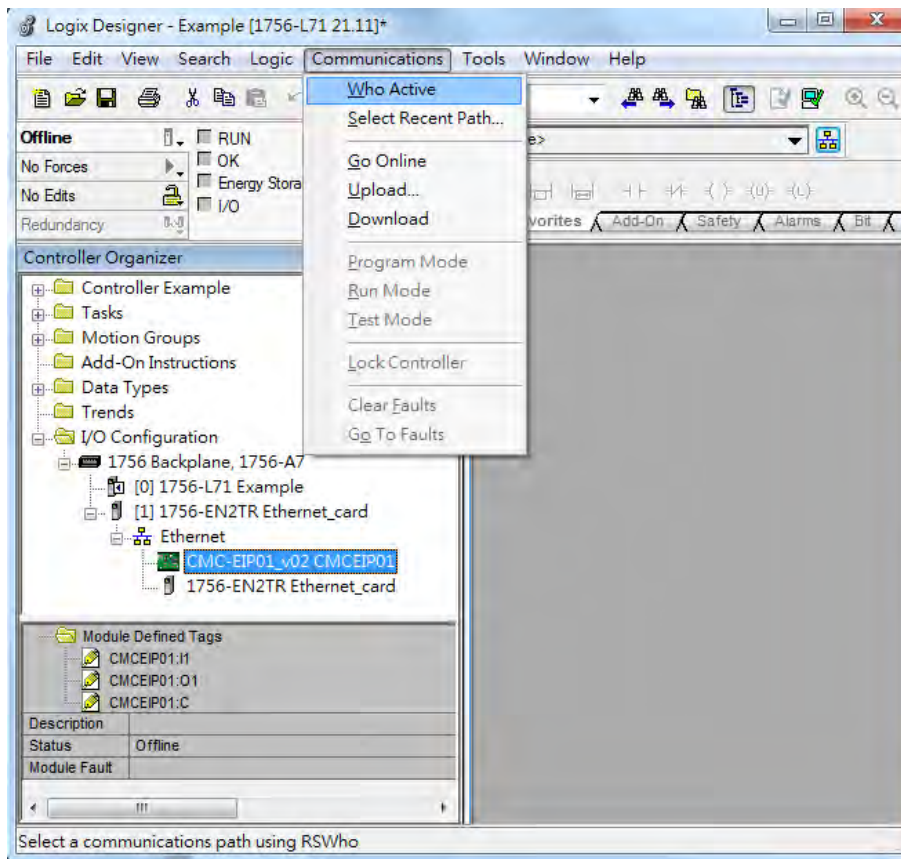 Logix Designer - Example [1756-L71 21.11]*
File Edit View Search Logic Communications Tools Window Help
Who Active
Select Recent Path...
Go Online
Upload...
Download
Program Mode
Run Mode
Test Mode
Lock Controller
Clear Faults
Go To Faults
Offline
RUN
No Forces
OK
Energy Stora
No Edits
I/O
Redundancy
e>
vorites Add-On Safety Alarms Bit
Controller Organizer
Controller Example
Tasks
Motion Groups
Add-On Instructions
Data Types
Trends
I/O Configuration
1756 Backplane, 1756-A7
[0] 1756-L71 Example
[1] 1756-EN2TR Ethernet_card
Ethernet
CMC-EIP01_v02 CMCEIP01
1756-EN2TR Ethernet_card
Module Defined Tags
CMCEIP01:I1
CMCEIP01:O1
CMCEIP01:C
Description
Status Offline
Module Fault
Select a communications path using RSWho